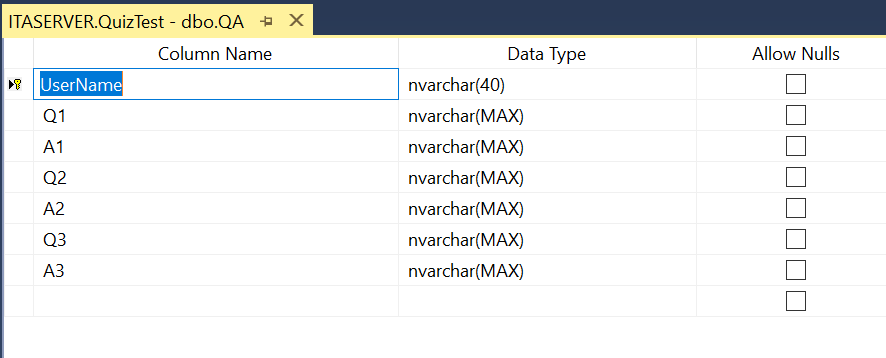 ITASERVER.QuizTest - dbo.QA
Column Name Data Type Allow Nulls
UserName nvarchar(40)
Q1 nvarchar(MAX)
A1 nvarchar(MAX)
Q2 nvarchar(MAX)
A2 nvarchar(MAX)
Q3 nvarchar(MAX)
A3 nvarchar(MAX)